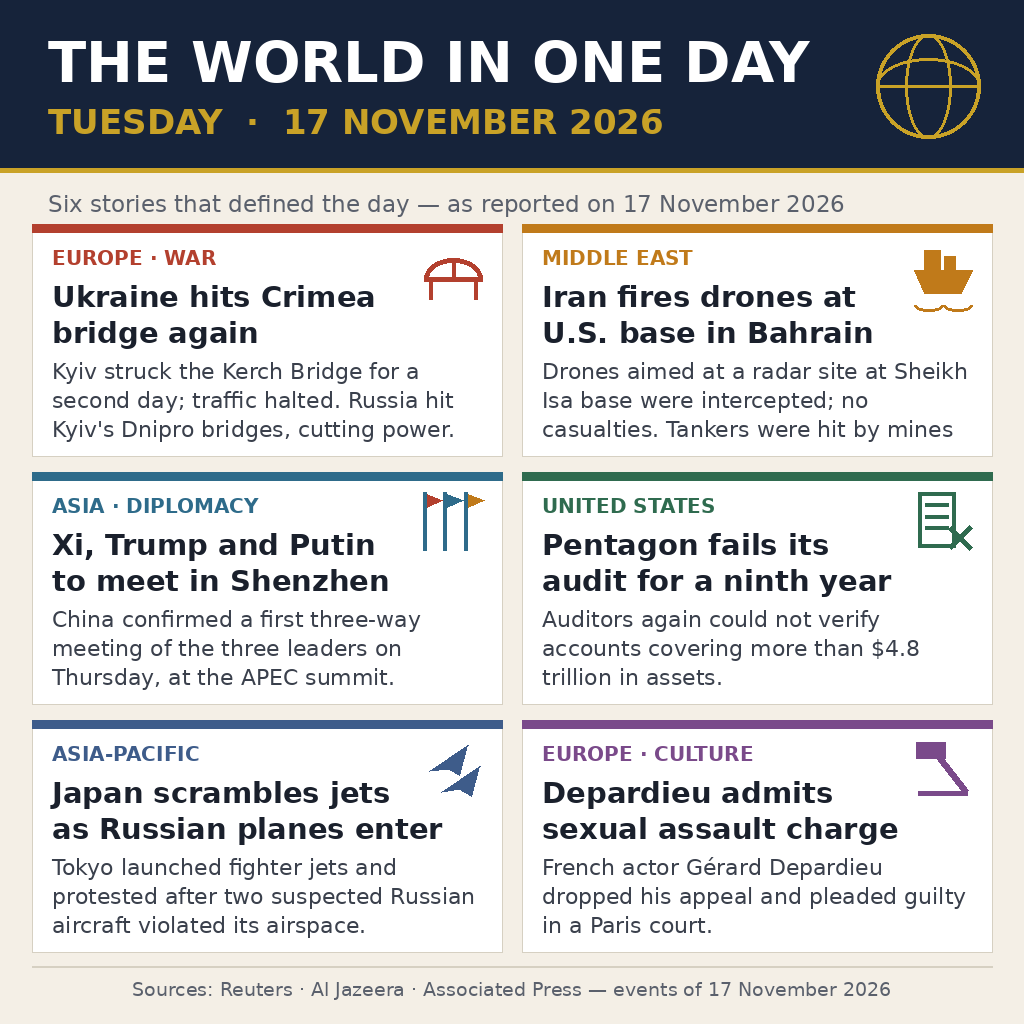 THE WORLD IN ONE DAY
TUESDAY · 17 NOVEMBER 2026
Six stories that defined the day — as reported on 17 November 2026
EUROPE · WAR
Ukraine hits Crimea
bridge again
Kyiv struck the Kerch Bridge for a
second day; traffic halted. Russia hit
Kyiv's Dnipro bridges, cutting power.
MIDDLE EAST
Iran fires drones at
U.S. base in Bahrain
Drones aimed at a radar site at Sheikh
Isa base were intercepted; no
casualties. Tankers were hit by mines
ASIA · DIPLOMACY
Xi, Trump and Putin
to meet in Shenzhen
China confirmed a first three-way
meeting of the three leaders on
Thursday, at the APEC summit.
UNITED STATES
Pentagon fails its
audit for a ninth year
Auditors again could not verify
accounts covering more than $4.8
trillion in assets.
ASIA-PACIFIC
Japan scrambles jets
as Russian planes enter
Tokyo launched fighter jets and
protested after two suspected Russian
aircraft violated its airspace.
EUROPE · CULTURE
Depardieu admits
sexual assault charge
French actor Gérard Depardieu
dropped his appeal and pleaded guilty
in a Paris court.
Sources: Reuters · Al Jazeera · Associated Press — events of 17 November 2026